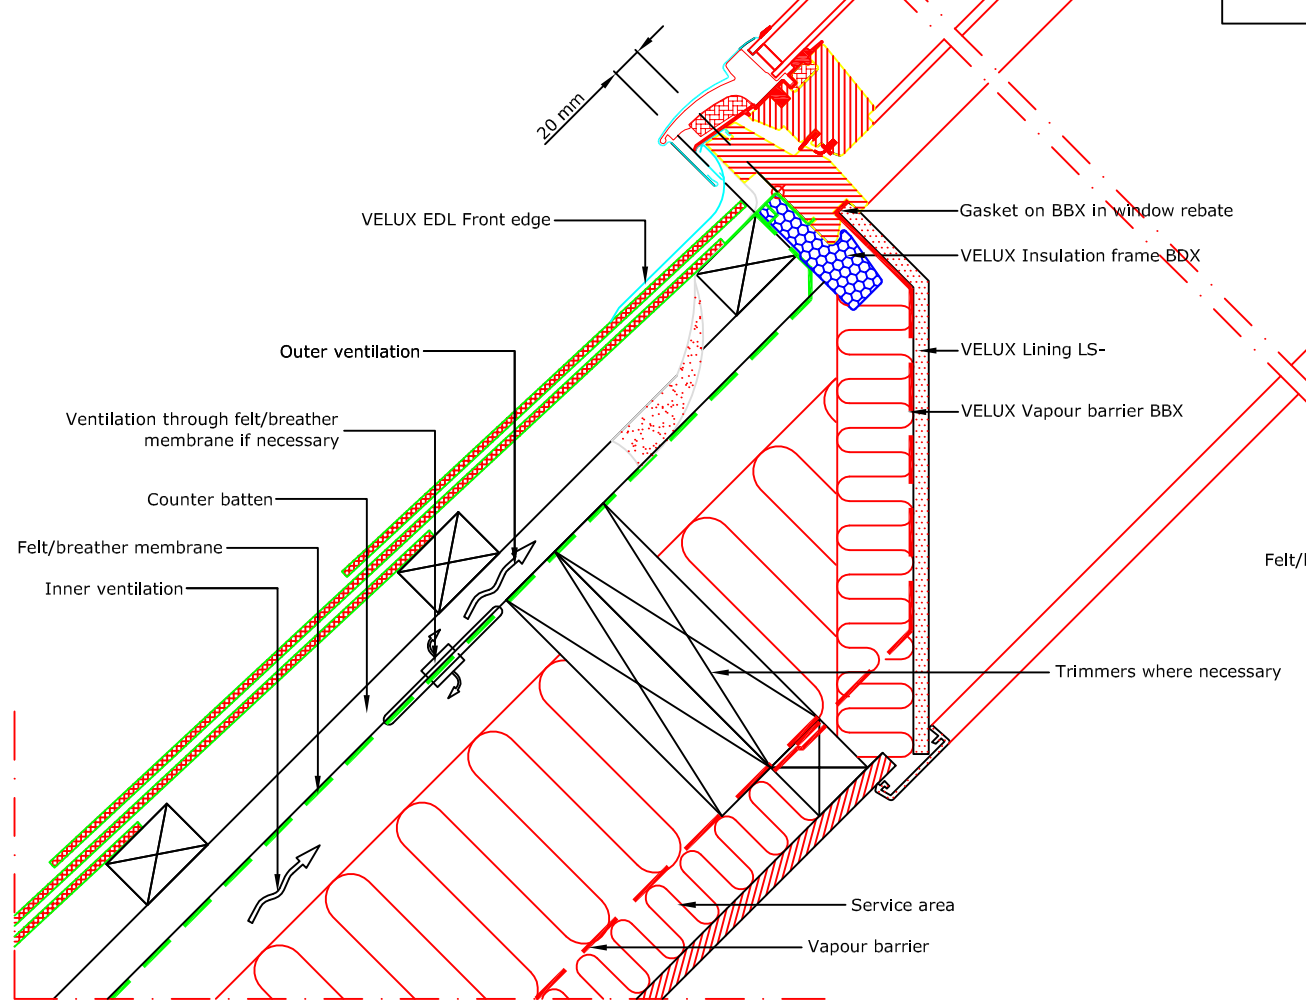 20 mm
VELUX EDL Front edge
Gasket on BBX in window rebate
VELUX Insulation frame BDX
Outer ventilation
VELUX Lining LS-
Ventilation through felt/breather
membrane if necessary
VELUX Vapour barrier BBX
Counter batten
Felt/breather membrane
Inner ventilation
Felt/
Trimmers where necessary
Service area
Vapour barrier